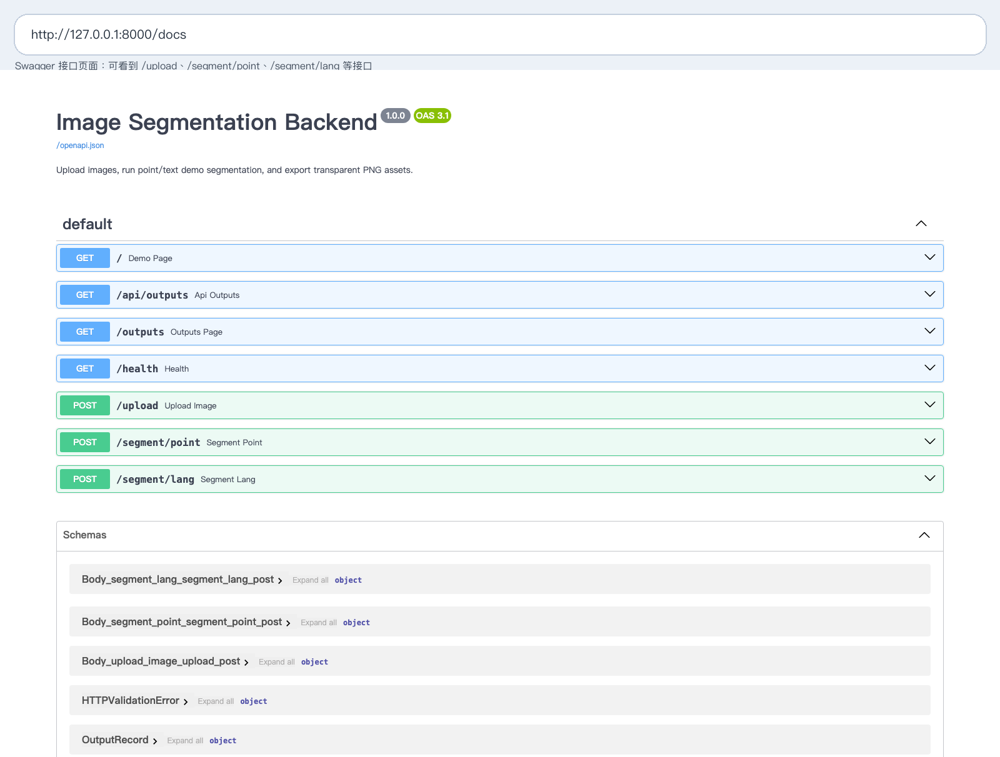 http://127.0.0.1:8000/docs
Swagger 接口页面：可看到 /upload、/segment/point、/segment/lang 等接口
Image Segmentation Backend 1.0.0 OAS 3.1
/openapi.json
Upload images, run point/text demo segmentation, and export transparent PNG assets.
default
GET / Demo Page
GET /api/outputs Api Outputs
GET /outputs Outputs Page
GET /health Health
POST /upload Upload Image
POST /segment/point Segment Point
POST /segment/lang Segment Lang
Schemas
Body_segment_lang_segment_lang_post Expand all object
Body_segment_point_segment_point_post Expand all object
Body_upload_image_upload_post Expand all object
HTTPValidationError Expand all object
OutputRecord Expand all object